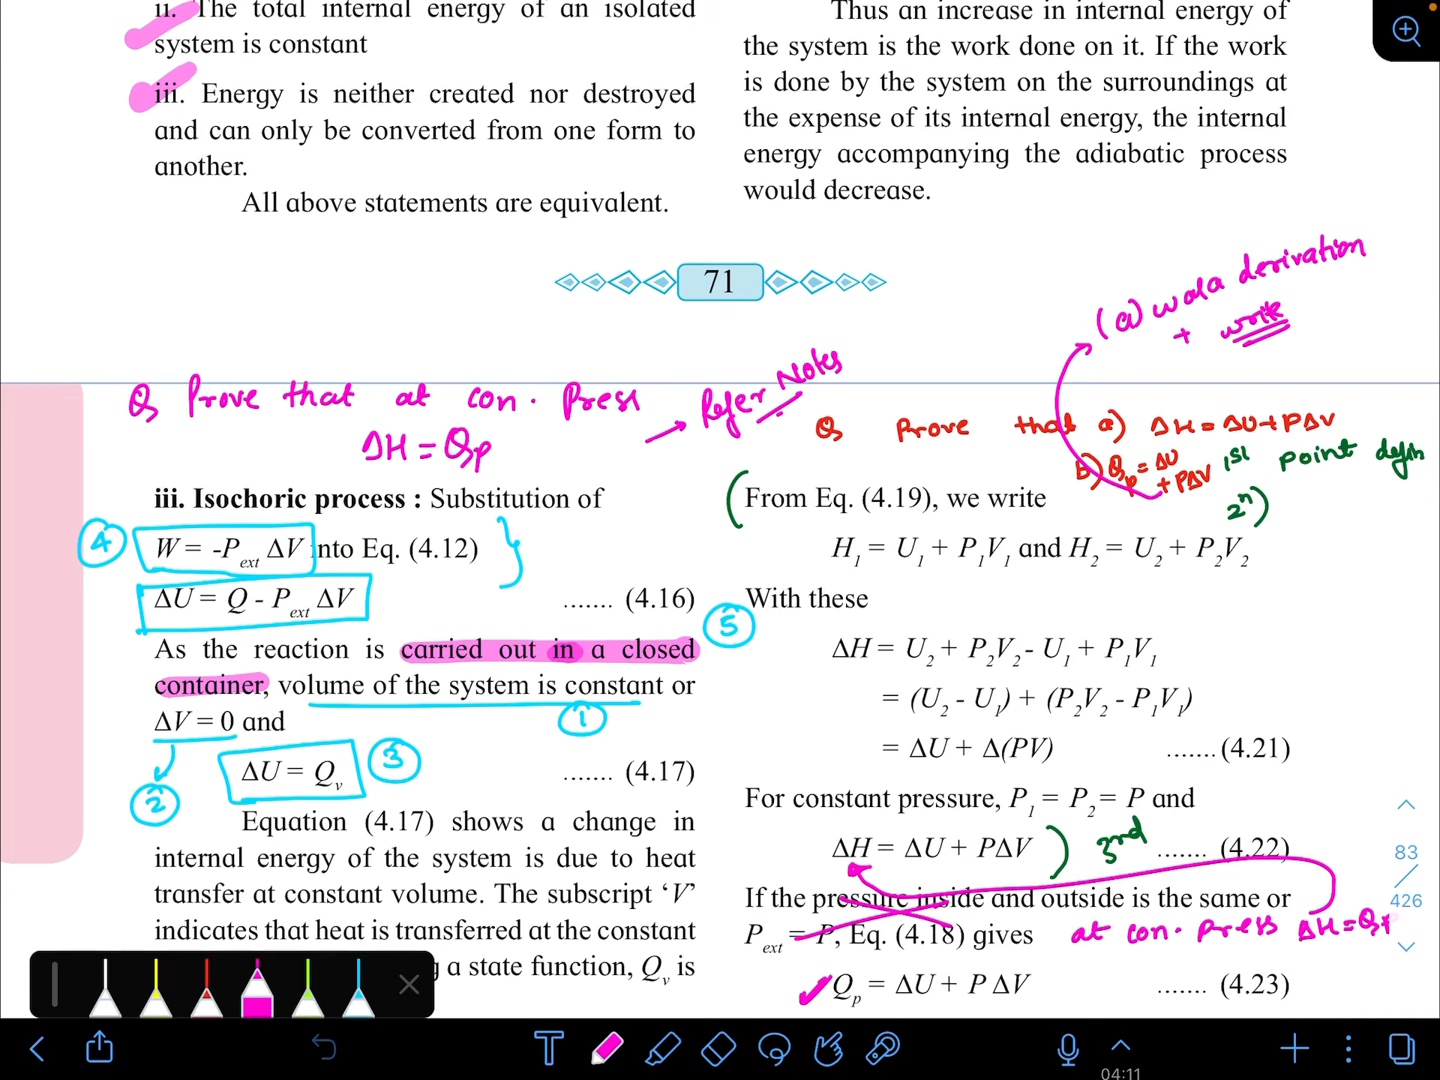 ii. The total internal energy of an isolated
system is constant
iii. Energy is neither created nor destroyed
and can only be converted from one form to
another.
All above statements are equivalent.
Thus an increase in internal energy of
the system is the work done on it. If the work
is done by the system on the surroundings at
the expense of its internal energy, the internal
energy accompanying the adiabatic process
would decrease.
71
(a) wala derivation
+ write
Q Prove that at con. Press
ΔH = Qp
→ Refer Notes
Q Prove that a) ΔH = ΔU + PΔV
b) Qp = ΔU + PΔV
1st point defn
2n)
iii. Isochoric process : Substitution of
④ W = -Pext ΔV into Eq. (4.12)
ΔU = Q - Pext ΔV ....... (4.16)
As the reaction is carried out in a closed
container, volume of the system is constant or
①
ΔV = 0 and
②
ΔU = Qv ③ ....... (4.17)
Equation (4.17) shows a change in
internal energy of the system is due to heat
transfer at constant volume. The subscript ‘V’
indicates that heat is transferred at the constant
g a state function, Qv is
(From Eq. (4.19), we write
H1 = U1 + P1V1 and H2 = U2 + P2V2
With these
⑤
ΔH = U2 + P2V2 - U1 + P1V1
= (U2 - U1) + (P2V2 - P1V1)
= ΔU + Δ(PV) .......(4.21)
For constant pressure, P1 = P2 = P and
ΔH = ΔU + PΔV ) 3rd ....... (4.22)
If the pressure inside and outside is the same or
Pext = P, Eq. (4.18) gives
at con. press ΔH = Qp
Qp = ΔU + P ΔV ....... (4.23)
83
426
T
04:11